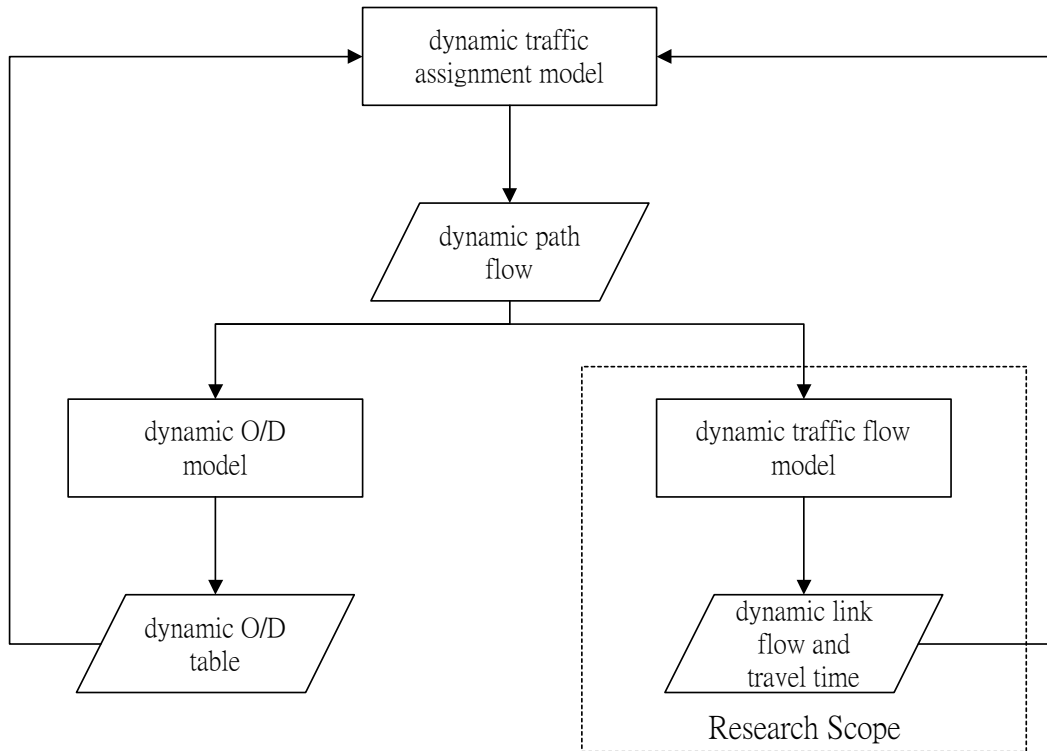 dynamic traffic
assignment model
dynamic path
flow
dynamic O/D
model
dynamic traffic flow
model
dynamic O/D
table
dynamic link
flow and
travel time
Research Scope